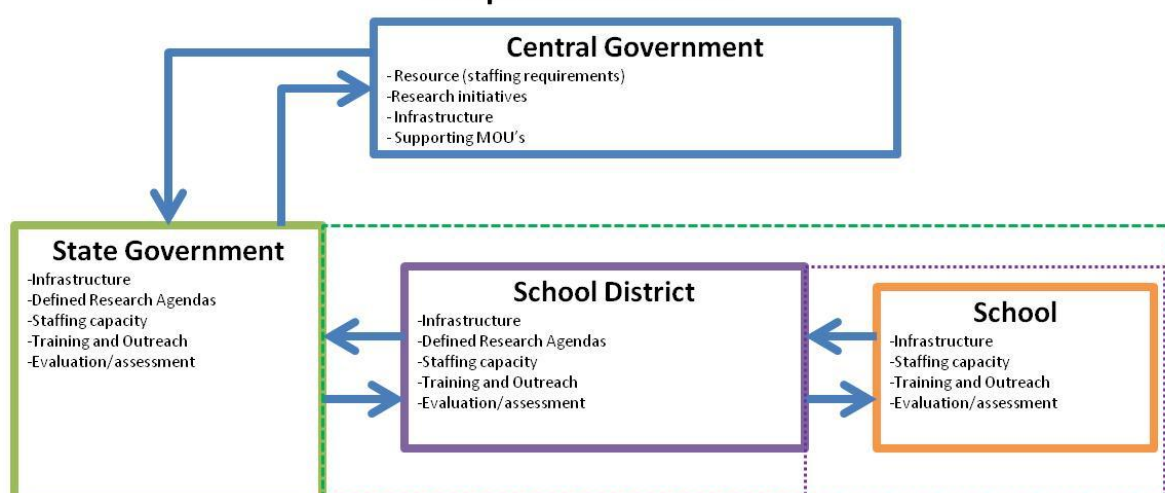 Central Government
- Resource (staffing requirements)
-Research initiatives
- Infrastructure
- Supporting MOU's
State Government
-Infrastructure
-Defined Research Agendas
-Staffing capacity
-Training and Outreach
-Evaluation/assessment
School District
-Infrastructure
-Defined Research Agendas
-Staffing capacity
-Training and Outreach
-Evaluation/assessment
School
-Infrastructure
-Staffing capacity
-Training and Outreach
-Evaluation/assessment